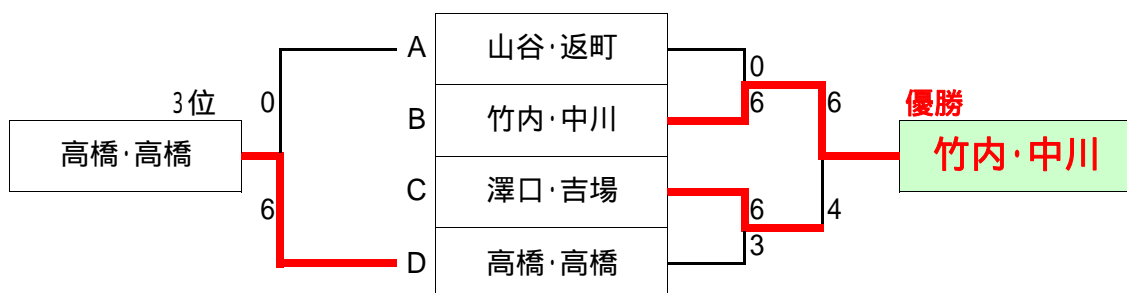 A 山谷・返町
0
3位 0
6 6 優勝
B 竹内・中川
高橋・高橋
竹内・中川
C 澤口・吉場
6 6 4
3
D 高橋・高橋